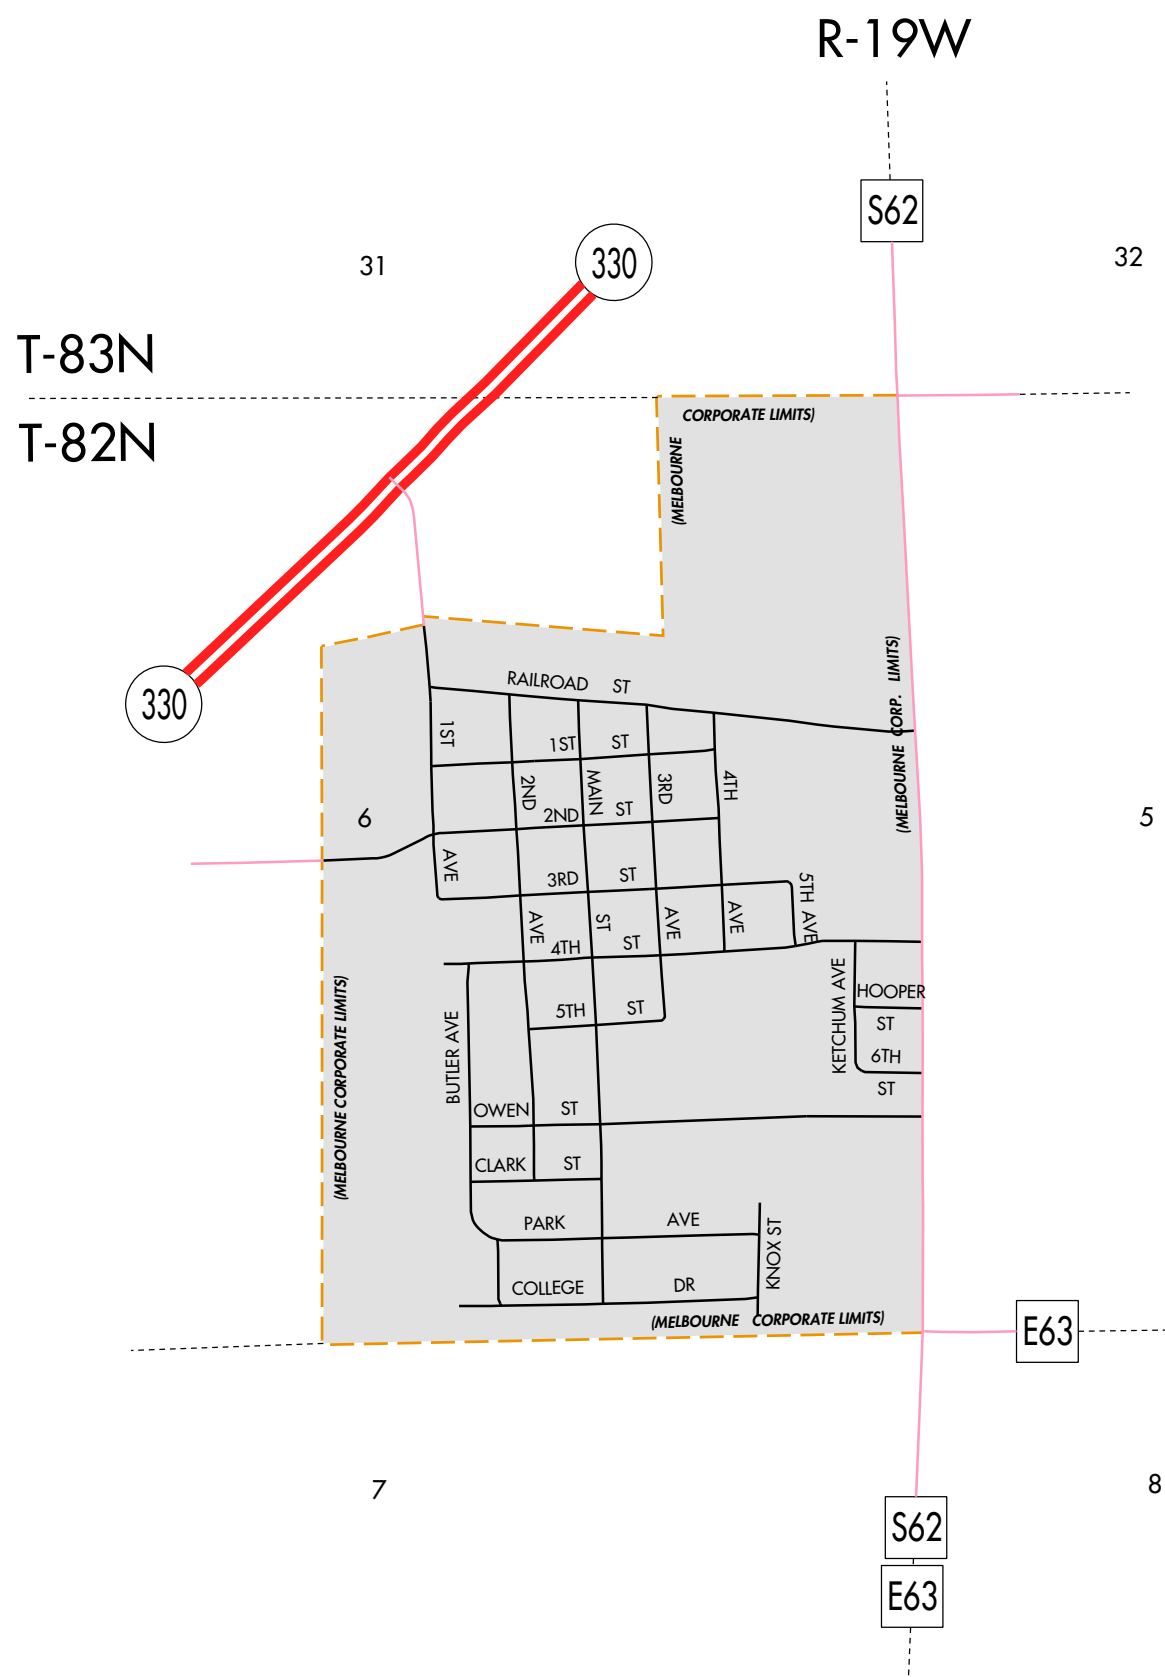 R-19W
S62
31
330
32
T-83N
T-82N
CORPORATE LIMITS)
(MELBOURNE
(MELBOURNE CORP. LIMITS)
RAILROAD ST
330
1ST
AVE
1ST ST
2ND
AVE
MAIN
ST
3RD
AVE
4TH
AVE
2ND ST
6
5
3RD ST
5TH AVE
4TH ST
KETCHUM AVE
HOOPER
ST
5TH ST
6TH
ST
BUTLER AVE
(MELBOURNE CORPORATE LIMITS)
OWEN ST
CLARK ST
PARK AVE
KNOX ST
COLLEGE DR
(MELBOURNE CORPORATE LIMITS)
E63
7
8
S62
E63